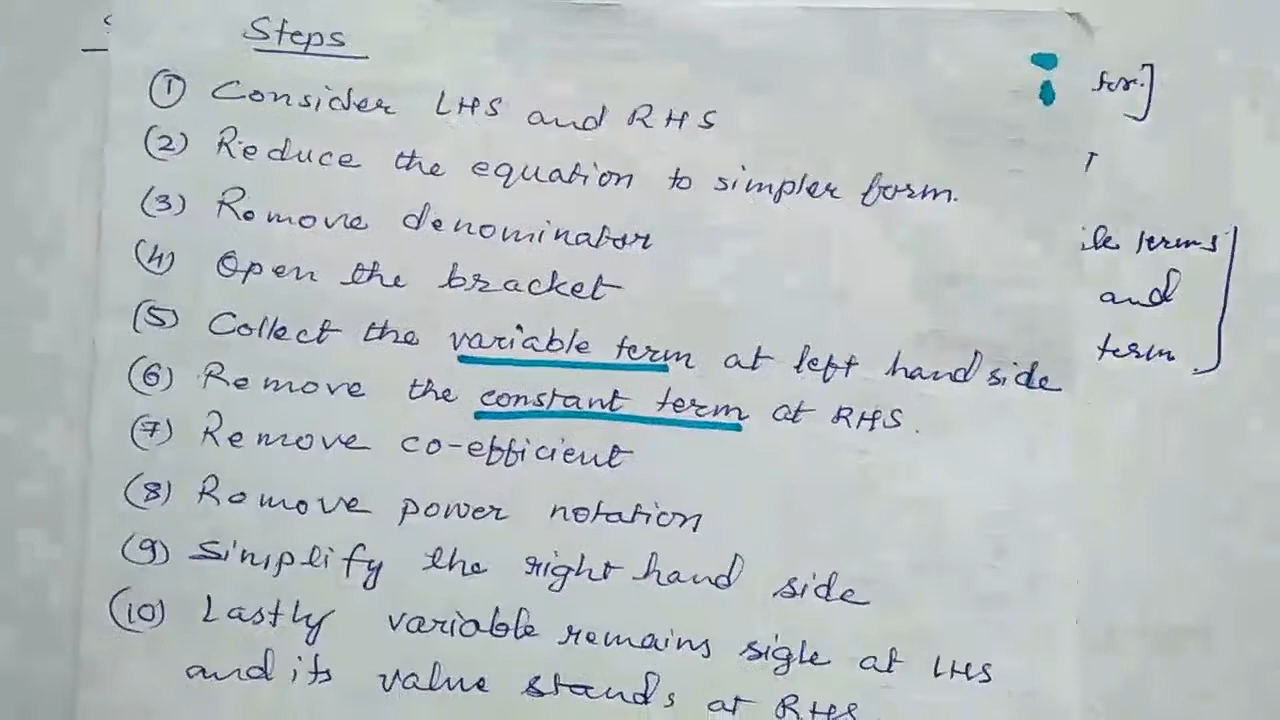 Steps
(1) Consider LHS and RHS
(2) Reduce the equation to simpler form.
(3) Remove denominator
(4) Open the bracket
(5) Collect the variable term at left hand side
(6) Remove the constant term at RHS.
(7) Remove co-efficient
(8) Remove power notation
(9) Simplify the right hand side
(10) Lastly variable remains sigle at LHS
and its value stands at RHS
terms
and
term